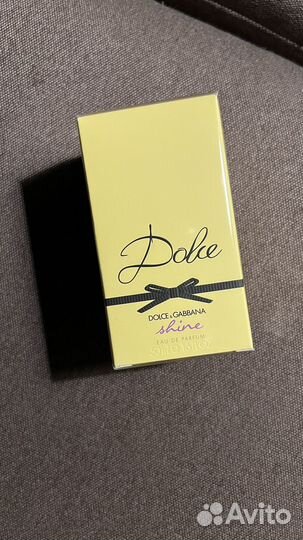 Dolce
DOLCE & GABBANA
shine
EAU DE PARFUM
Avito